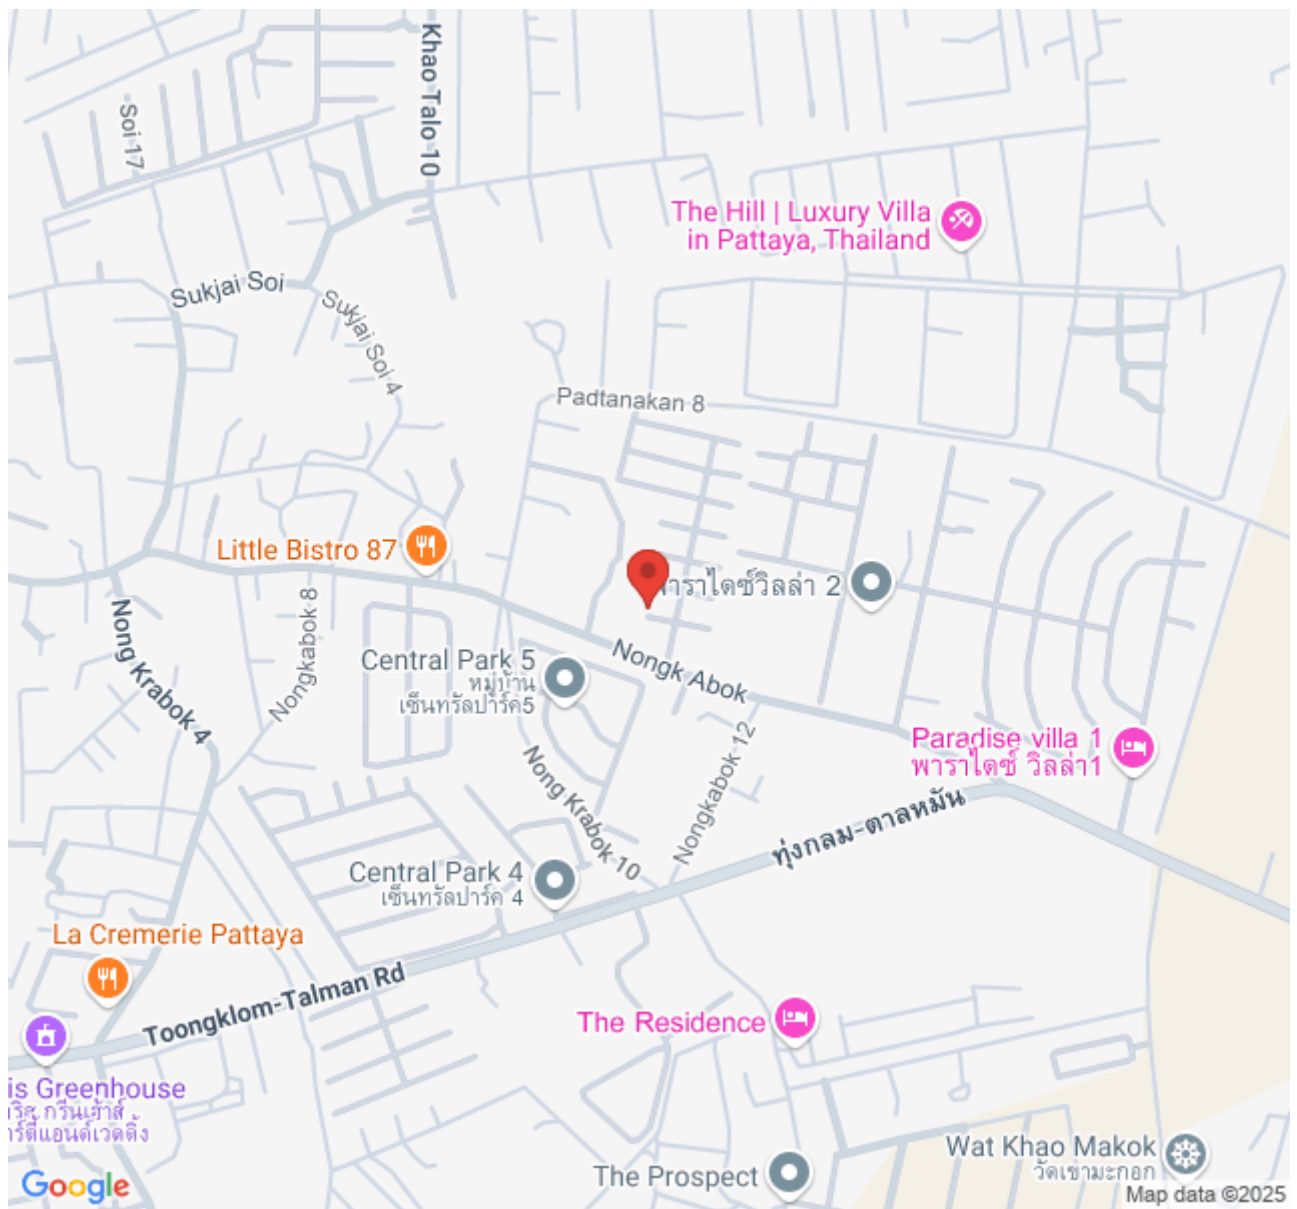 Khao Talo 10
Soi 17
The Hill | Luxury Villa
in Pattaya, Thailand
Sukjai Soi
Sukjai Soi 4
Padtanakan 8
Little Bistro 87
พาราไดซ์วิลล่า 2
Nong Krabok 4
Nongkabok 8
Central Park 5
หมู่บ้าน
เซ็นทรัลปาร์ค5
Nongk Abok
Nongkabok 12
Paradise villa 1
พาราไดซ์ วิลล่า1
Nong Krabok 10
ทุ่งกลม-ตาลหมัน
Central Park 4
เซ็นทรัลปาร์ค 4
La Cremerie Pattaya
Toongklom-Talman Rd
The Residence
is Greenhouse
กรีนเฮ้าส์
The Prospect
Wat Khao Makok
วัดเขามะกอก
Google
Map data ©2025